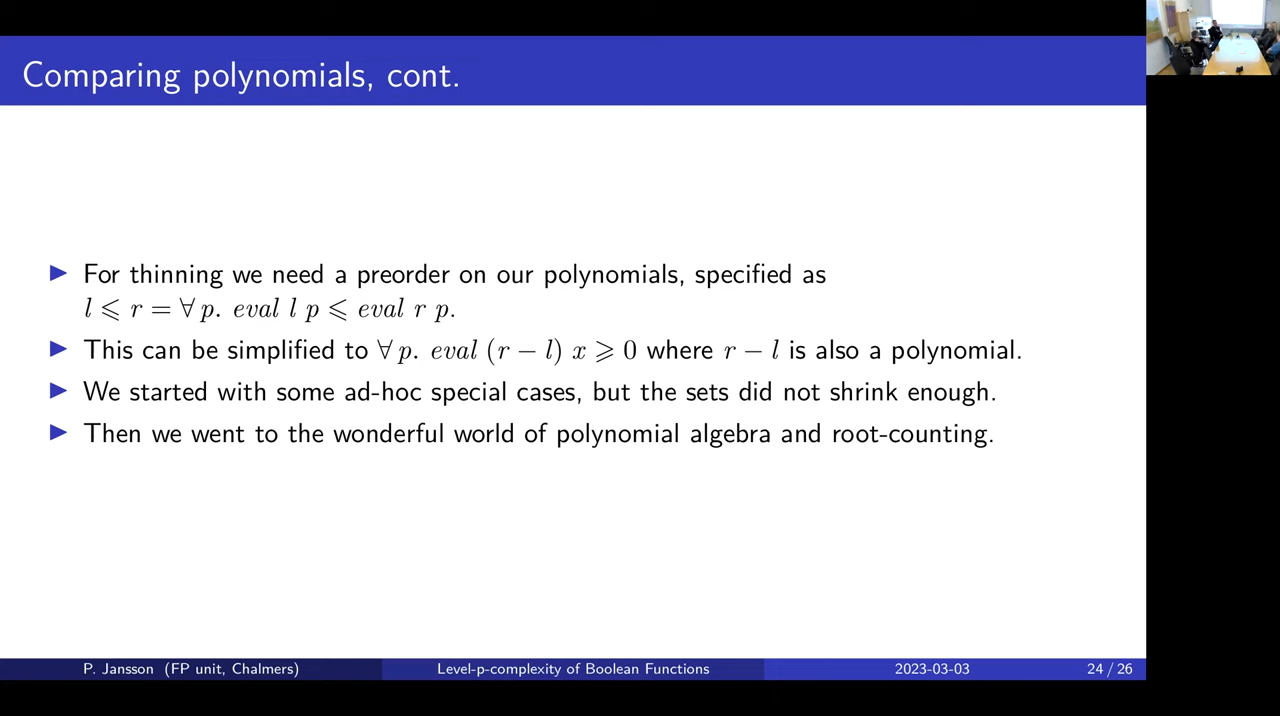 Comparing polynomials, cont.
▶ For thinning we need a preorder on our polynomials, specified as
l ⩽ r = ∀ p. eval l p ⩽ eval r p.
▶ This can be simplified to ∀ p. eval (r − l) x ⩾ 0 where r − l is also a polynomial.
▶ We started with some ad-hoc special cases, but the sets did not shrink enough.
▶ Then we went to the wonderful world of polynomial algebra and root-counting.
P. Jansson (FP unit, Chalmers) Level-p-complexity of Boolean Functions 2023-03-03 24 / 26